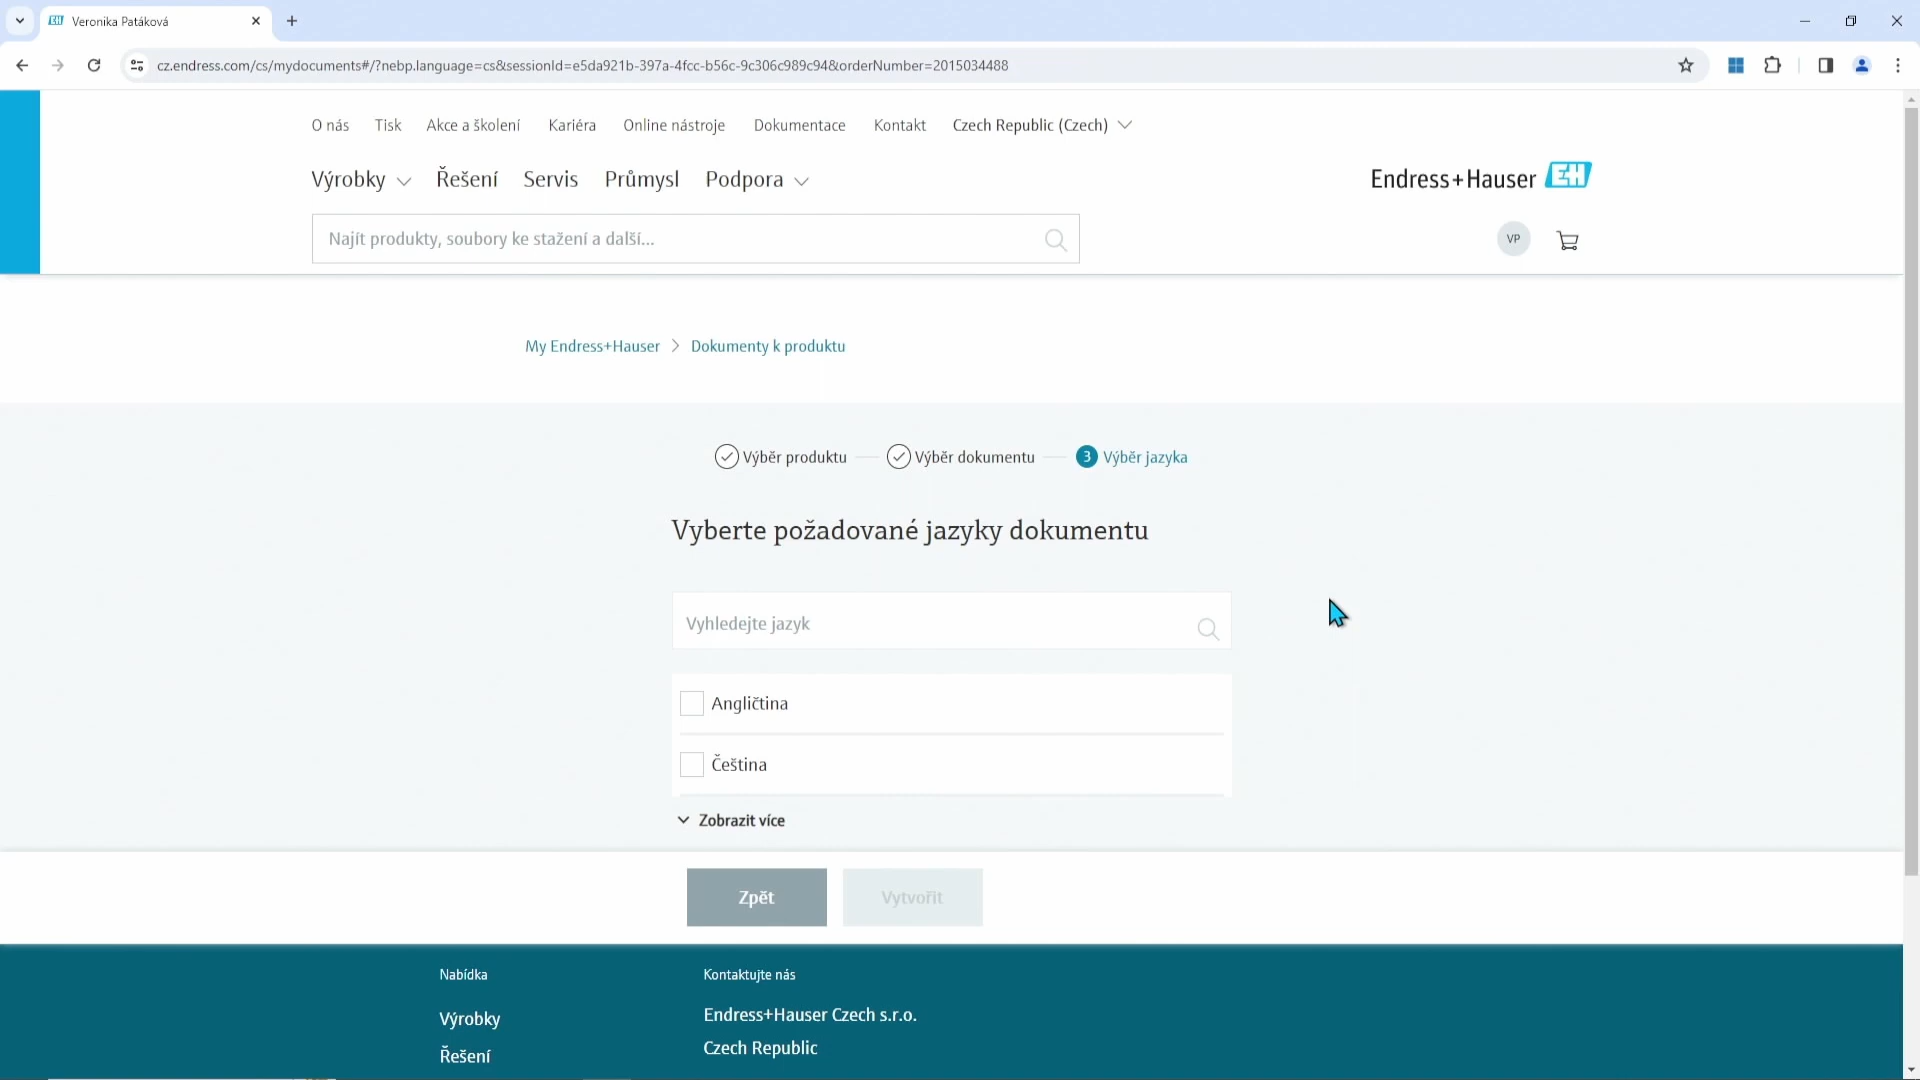 Veronika Patáková
cz.endress.com/cs/mydocuments#/?nebp.language=cs&sessionId=e5da921b-397a-4fcc-b56c-9c306c989c94&orderNumber=2015034488
O nás Tisk Akce a školení Kariéra Online nástroje Dokumentace Kontakt Czech Republic (Czech)
Výrobky Řešení Servis Průmysl Podpora
Endress+Hauser EH
Najít produkty, soubory ke stažení a další...
VP
My Endress+Hauser > Dokumenty k produktu
Výběr produktu Výběr dokumentu 3 Výběr jazyka
Vyberte požadované jazyky dokumentu
Vyhledejte jazyk
Angličtina
Čeština
Zobrazit více
Zpět Vytvořit
Nabídka
Výrobky
Řešení
Kontaktujte nás
Endress+Hauser Czech s.r.o.
Czech Republic